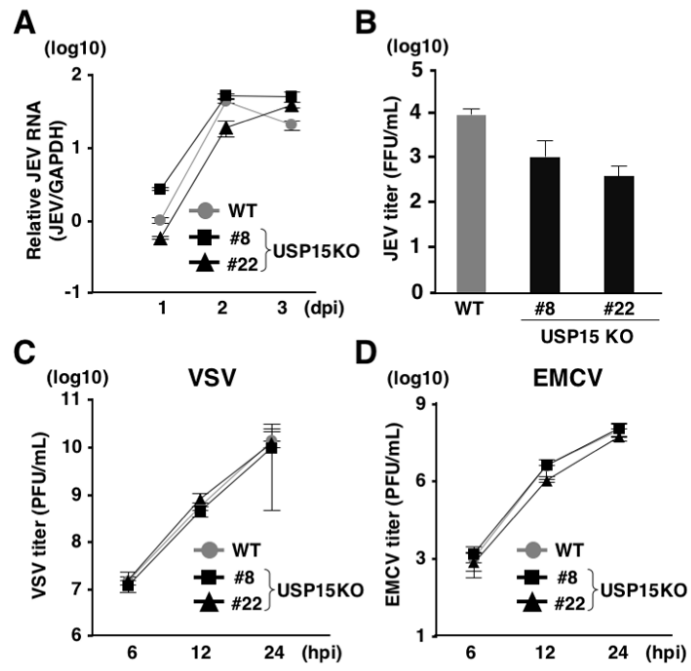 A
(log10)
2
1
0
-1
Relative JEV RNA
(JEV/GAPDH)
WT
#8
#22
USP15KO
1 2 3 (dpi)
B
(log10)
5
4
3
2
1
0
JEV titer (FFU/mL)
WT #8 #22
USP15 KO
C
(log10)
VSV
11
10
9
8
7
6
VSV titer (PFU/mL)
WT
#8
#22
USP15KO
6 12 24 (hpi)
D
(log10)
EMCV
9
6
3
1
EMCV titer (PFU/mL)
WT
#8
#22
USP15KO
6 12 24 (hpi)